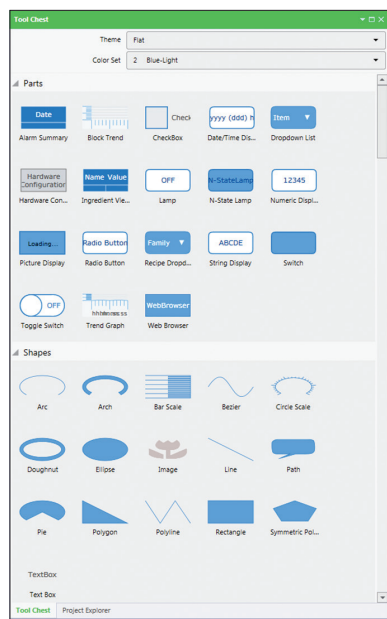 Tool Chest
Theme Flat
Color Set 2 Blue-Light
Parts
Date Check yyyy (ddd) h Item
Alarm Summary Block Trend CheckBox Date/Time Dis... Dropdown List
Hardware Configuration Name Value OFF N-StateLamp 12345
Hardware Con... Ingredient Vie... Lamp N-State Lamp Numeric Displ...
Loading... Radio Button Family ABCDE
Picture Display Radio Button Recipe Dropd... String Display Switch
OFF WebBrowser
Toggle Switch Trend Graph Web Browser
Shapes
Arc Arch Bar Scale Bezier Circle Scale
Doughnut Ellipse Image Line Path
Pie Polygon Polyline Rectangle Symmetric Pol...
TextBox
Text Box
Tool Chest Project Explorer